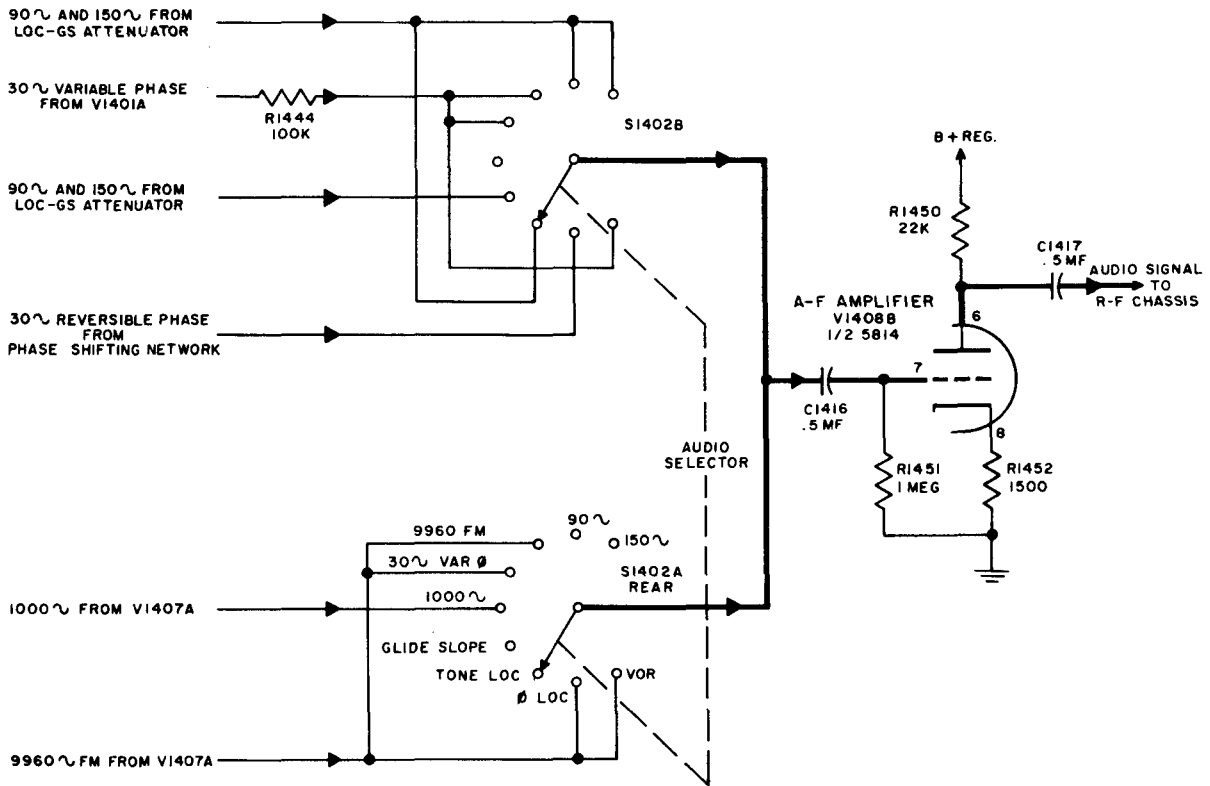 90~ AND 150~ FROM
LOC-GS ATTENUATOR
30~ VARIABLE PHASE
FROM V1401A
R1444
100K
S1402B
90~ AND 150~ FROM
LOC-GS ATTENUATOR
30~ REVERSIBLE PHASE
FROM
PHASE SHIFTING NETWORK
B+REG.
R1450
22K
C1417
.5MF
AUDIO SIGNAL
TO
R-F CHASSIS
A-F AMPLIFIER
V1408B
1/2 5814
6
7
8
C1416
.5MF
R1451
1 MEG
R1452
1500
AUDIO
SELECTOR
9960 FM
90~
150~
30~ VAR Ø
S1402A
REAR
1000~ FROM V1407A
1000~
GLIDE SLOPE
TONE LOC
Ø LOC
VOR
9960~ FM FROM V1407A